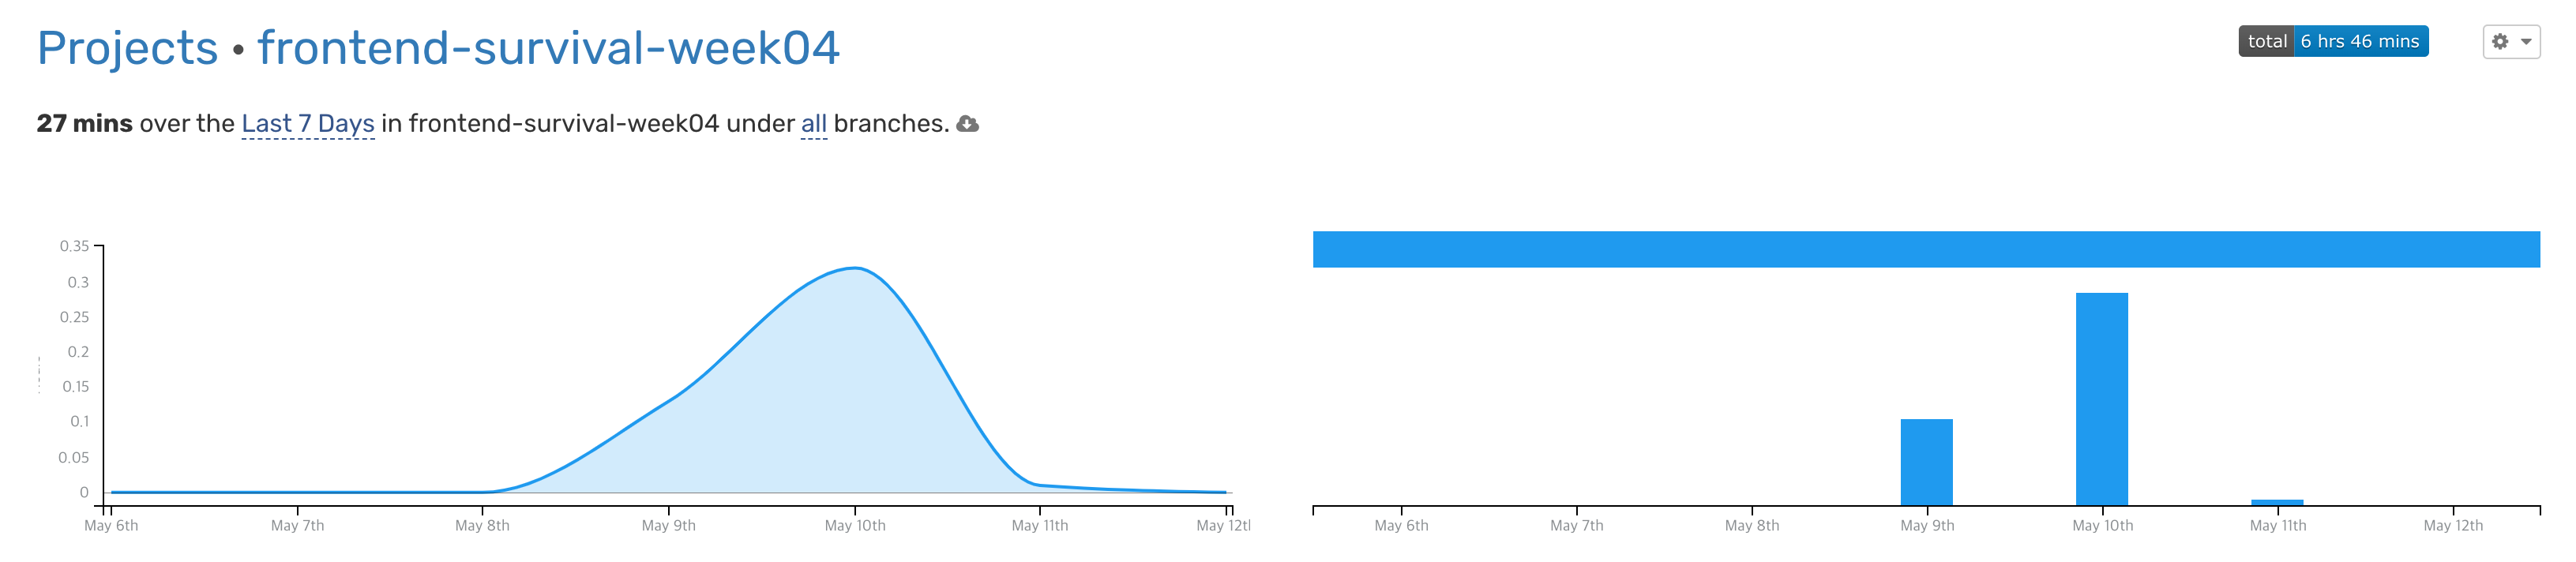 Projects • frontend-survival-week04
total 6 hrs 46 mins
27 mins over the Last 7 Days in frontend-survival-week04 under all branches.
0.35
0.3
0.25
0.2
0.15
0.1
0.05
0
May 6th May 7th May 8th May 9th May 10th May 11th May 12t
May 6th May 7th May 8th May 9th May 10th May 11th May 12th